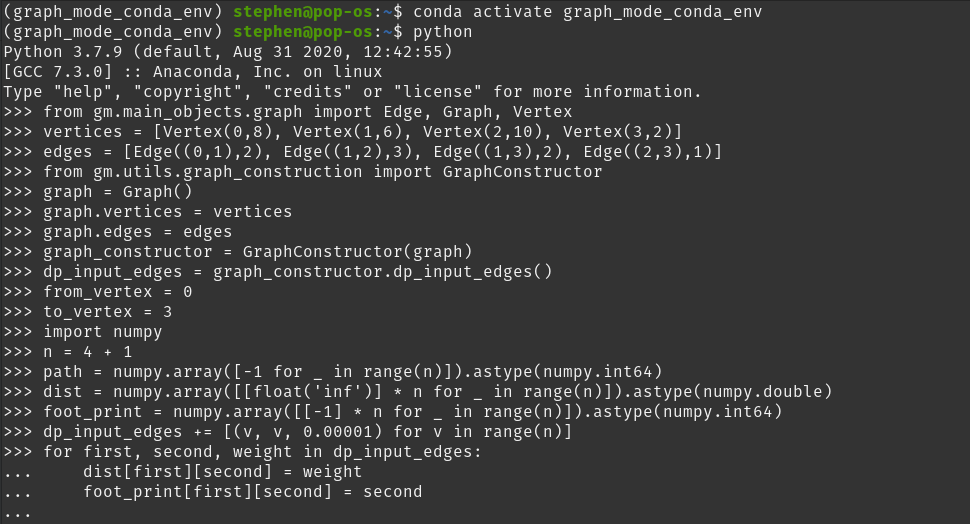 (graph_mode_conda_env) stephen@pop-os:~$ conda activate graph_mode_conda_env
(graph_mode_conda_env) stephen@pop-os:~$ python
Python 3.7.9 (default, Aug 31 2020, 12:42:55)
[GCC 7.3.0] :: Anaconda, Inc. on linux
Type "help", "copyright", "credits" or "license" for more information.
>>> from gm.main_objects.graph import Edge, Graph, Vertex
>>> vertices = [Vertex(0,8), Vertex(1,6), Vertex(2,10), Vertex(3,2)]
>>> edges = [Edge((0,1),2), Edge((1,2),3), Edge((1,3),2), Edge((2,3),1)]
>>> from gm.utils.graph_construction import GraphConstructor
>>> graph = Graph()
>>> graph.vertices = vertices
>>> graph.edges = edges
>>> graph_constructor = GraphConstructor(graph)
>>> dp_input_edges = graph_constructor.dp_input_edges()
>>> from_vertex = 0
>>> to_vertex = 3
>>> import numpy
>>> n = 4 + 1
>>> path = numpy.array([-1 for _ in range(n)]).astype(numpy.int64)
>>> dist = numpy.array([[float('inf')] * n for _ in range(n)]).astype(numpy.double)
>>> foot_print = numpy.array([[-1] * n for _ in range(n)]).astype(numpy.int64)
>>> dp_input_edges += [(v, v, 0.00001) for v in range(n)]
>>> for first, second, weight in dp_input_edges:
...     dist[first][second] = weight
...     foot_print[first][second] = second
...